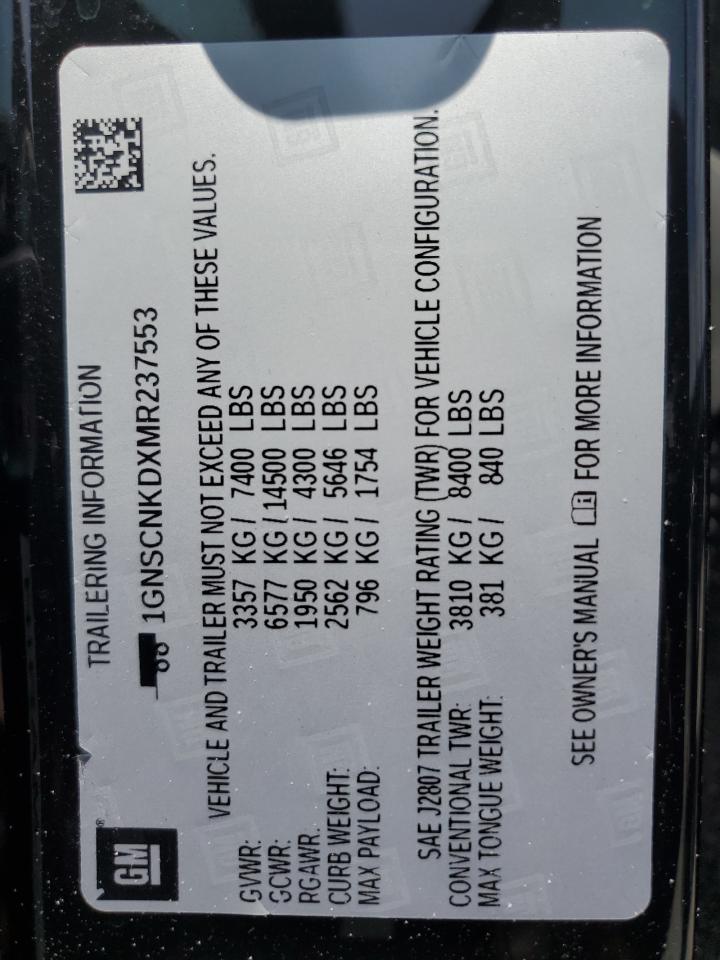 GM
TRAILERING INFORMATION
1GNSCNKDXMR237553
VEHICLE AND TRAILER MUST NOT EXCEED ANY OF THESE VALUES.
GVWR: 3357 KG / 7400 LBS
GCWR: 6577 KG /14500 LBS
RGAWR: 1950 KG / 4300 LBS
CURB WEIGHT: 2562 KG / 5646 LBS
MAX PAYLOAD: 796 KG / 1754 LBS
SAE J2807 TRAILER WEIGHT RATING (TWR) FOR VEHICLE CONFIGURATION.
CONVENTIONAL TWR: 3810 KG / 8400 LBS
MAX TONGUE WEIGHT: 381 KG / 840 LBS
SEE OWNER'S MANUAL FOR MORE INFORMATION